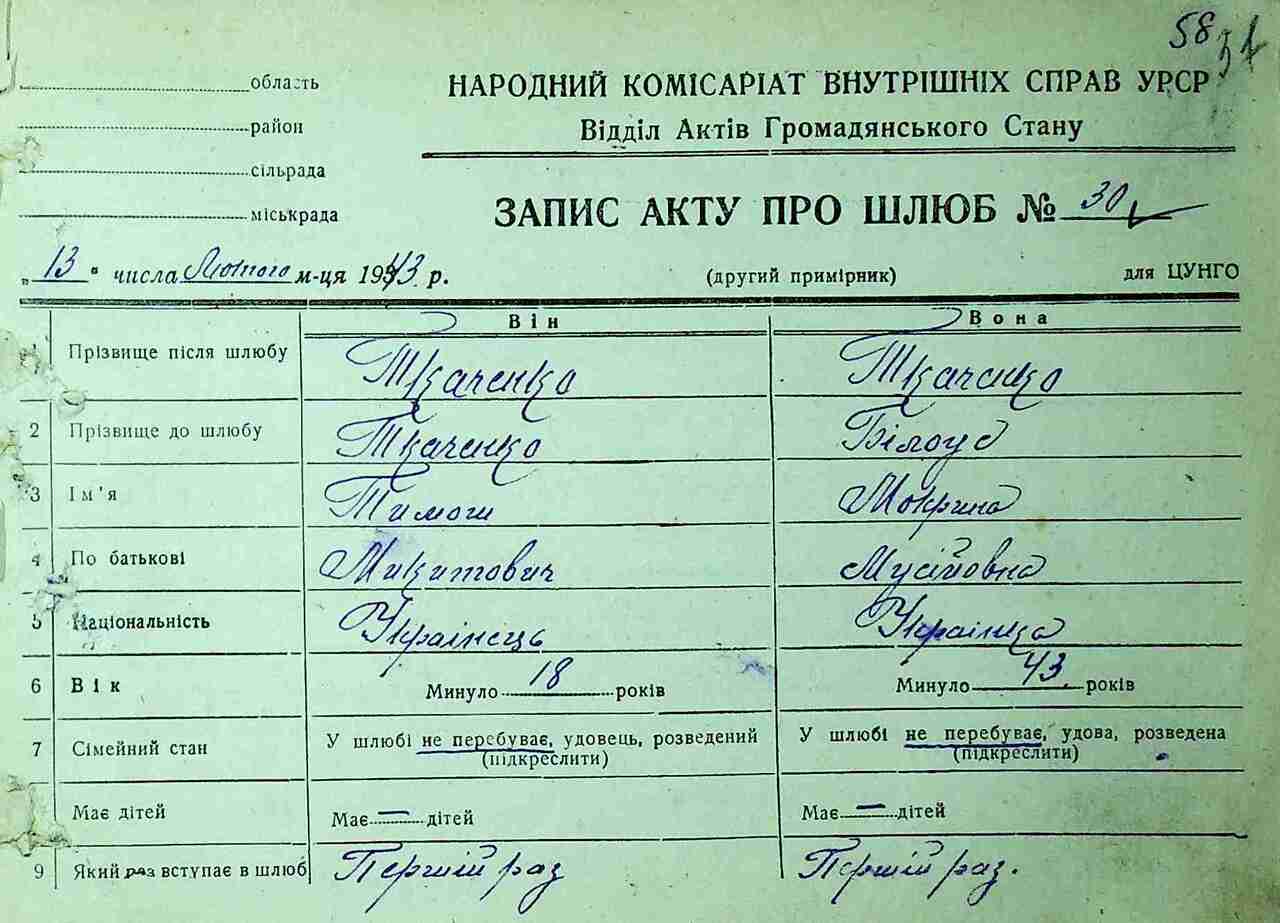 58 51
область
район
сільрада
міськрада
НАРОДНИЙ КОМІСАРІАТ ВНУТРІШНІХ СПРАВ УРСР
Відділ Актів Громадянського Стану
ЗАПИС АКТУ ПРО ШЛЮБ № 30
„13“ числа Лютого м-ця 1943 р. (другий примірник) для ЦУНГО
Він Вона
1 Прізвище після шлюбу Ткаченко Ткаченко
2 Прізвище до шлюбу Ткаченко Білоус
3 Ім'я Тимош Мокрина
4 По батькові Микитович Мусійовна
5 Національність Українець Українка
6 Вік Минуло 18 років Минуло 43 років
7 Сімейний стан У шлюбі не перебуває, удовець, розведений У шлюбі не перебуває, удова, розведена
(підкреслити) (підкреслити)
Має дітей Має — дітей Має — дітей
9 Який раз вступає в шлюб Перший раз Перший раз.